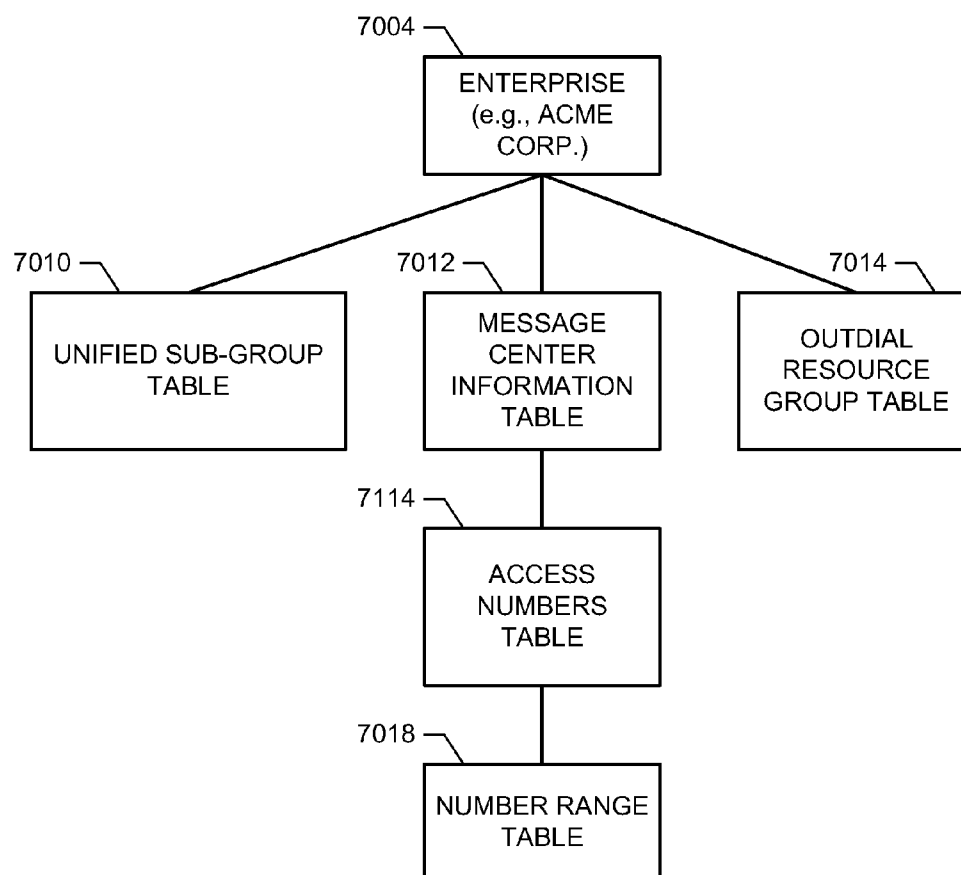 7004
ENTERPRISE
(e.g., ACME
CORP.)
7010
7012
7014
UNIFIED SUB-GROUP
TABLE
MESSAGE
CENTER
INFORMATION
TABLE
OUTDIAL
RESOURCE
GROUP TABLE
7114
ACCESS
NUMBERS
TABLE
7018
NUMBER RANGE
TABLE